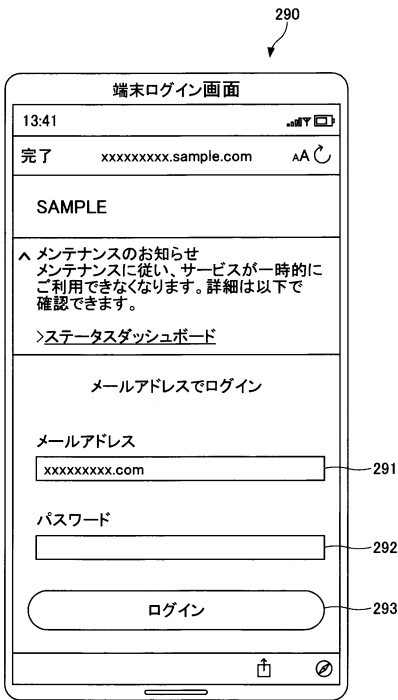 290
端末ログイン画面
13:41
完了 xxxxxxxxx.sample.com AA
SAMPLE
メンテナンスのお知らせ
メンテナンスに従い、サービスが一時的に
ご利用できなくなります。詳細は以下で
確認できます。
>ステータスダッシュボード
メールアドレスでログイン
メールアドレス
xxxxxxxxx.com 291
パスワード
292
ログイン 293